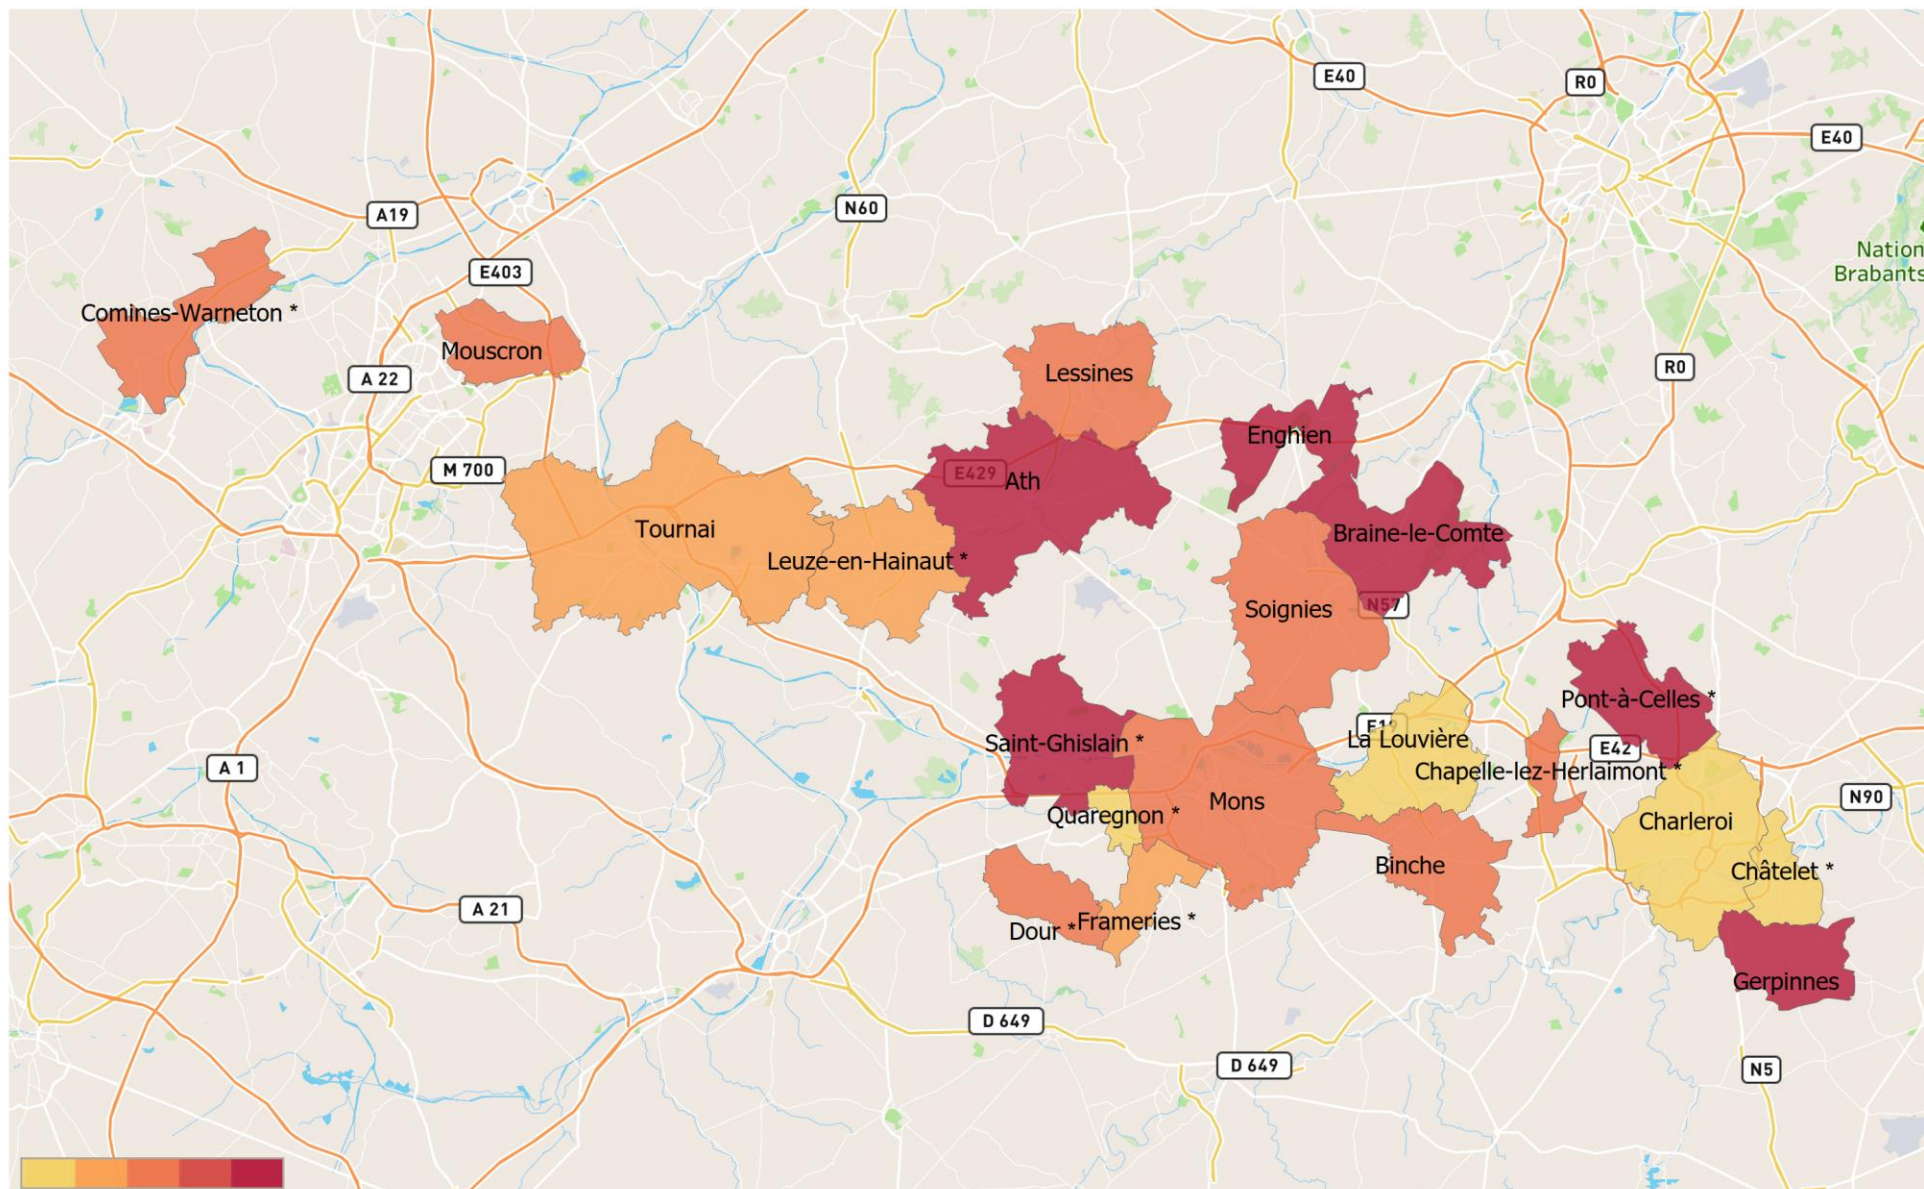 E40
R0
E40
A19
N60
Nation
Brabants
E403
Comines-Warneton *
Mouscron
A 22
Lessines
R0
Enghien
M 700
E429
Ath
Tournai
Braine-le-Comte
Leuze-en-Hainaut *
Soignies
N57
Pont-à-Celles *
Saint-Ghislain *
E19
La Louvière
E42
A 1
Chapelle-lez-Herlaimont *
Mons
N90
Quaregnon *
Charleroi
Binche
Châtelet *
A 21
Frameries *
Dour *
Gerpinnes
D 649
D 649
N5